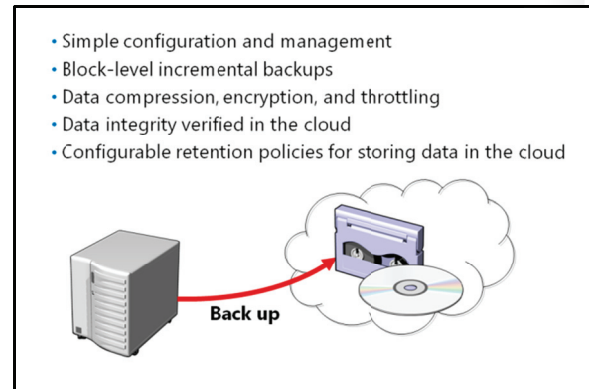 • Simple configuration and management
• Block-level incremental backups
• Data compression, encryption, and throttling
• Data integrity verified in the cloud
• Configurable retention policies for storing data in the cloud
Back up